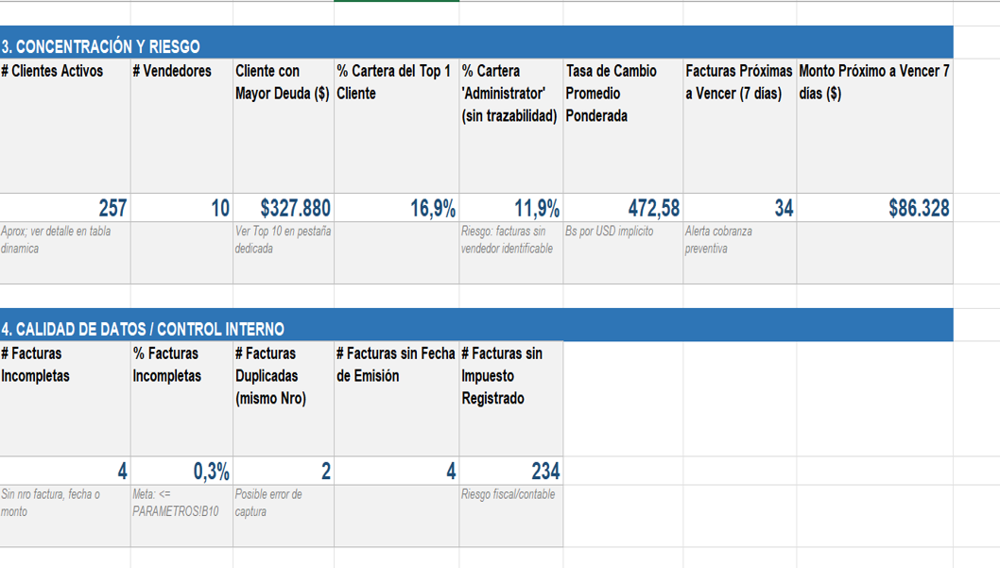 3. CONCENTRACIÓN Y RIESGO
# Clientes Activos
# Vendedores
Cliente con
Mayor Deuda ($)
% Cartera del Top 1
Cliente
% Cartera
'Administrator'
(sin trazabilidad)
Tasa de Cambio
Promedio
Ponderada
Facturas Próximas
a Vencer (7 dias)
Monto Próximo a Vencer 7
dias ($)
257
10
$327.880
16,9%
11,9%
472,58
34
$86.328
Aprox; ver detalle en tabla
dinamica
Ver Top 10 en pestaña
dedicada
Riesgo: facturas sin
vendedor identificable
Bs por USD implicito
Alerta cobranza
preventiva
4. CALIDAD DE DATOS / CONTROL INTERNO
# Facturas
Incompletas
% Facturas
Incompletas
# Facturas
Duplicadas
(mismo Nro)
# Facturas sin Fecha
de Emisión
# Facturas sin
Impuesto
Registrado
4
0,3%
2
4
234
Sin nro factura, fecha o
monto
Meta: <=
PARAMETROS!B10
Posible error de
captura
Riesgo fiscal/contable